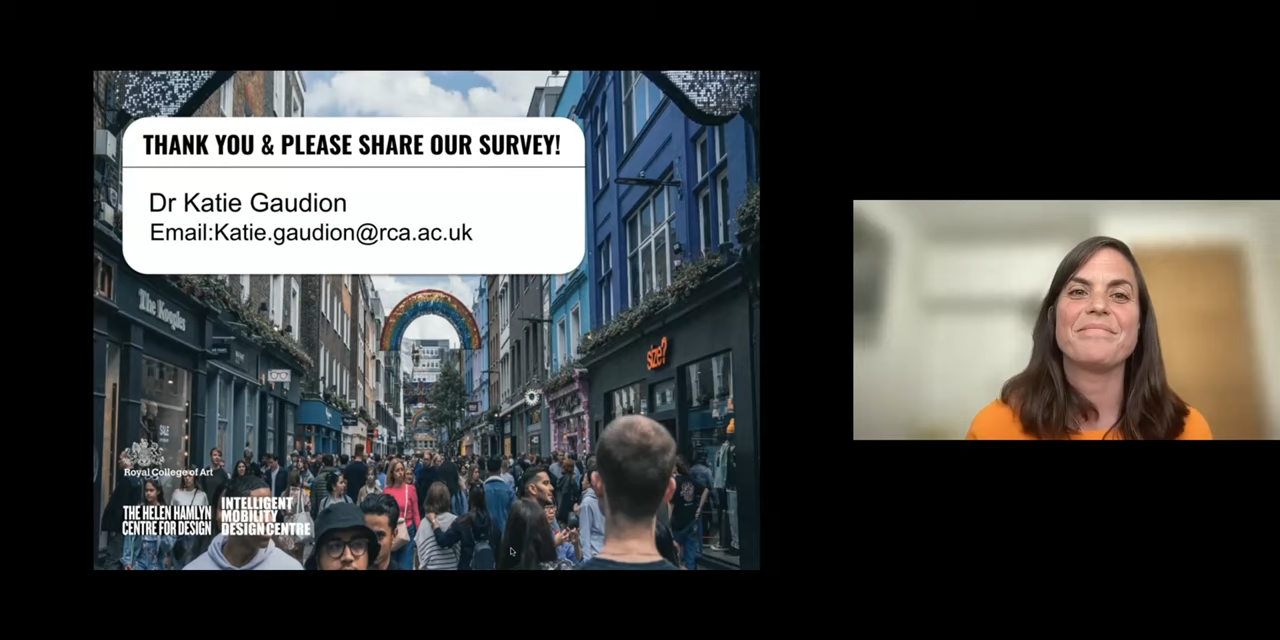 THANK YOU & PLEASE SHARE OUR SURVEY!
Dr Katie Gaudion
Email:Katie.gaudion@rca.ac.uk
The Kooples
size?
SALE
Royal College of Art
THE HELEN HAMLYN
CENTRE FOR DESIGN
INTELLIGENT
MOBILITY
DESIGN CENTRE